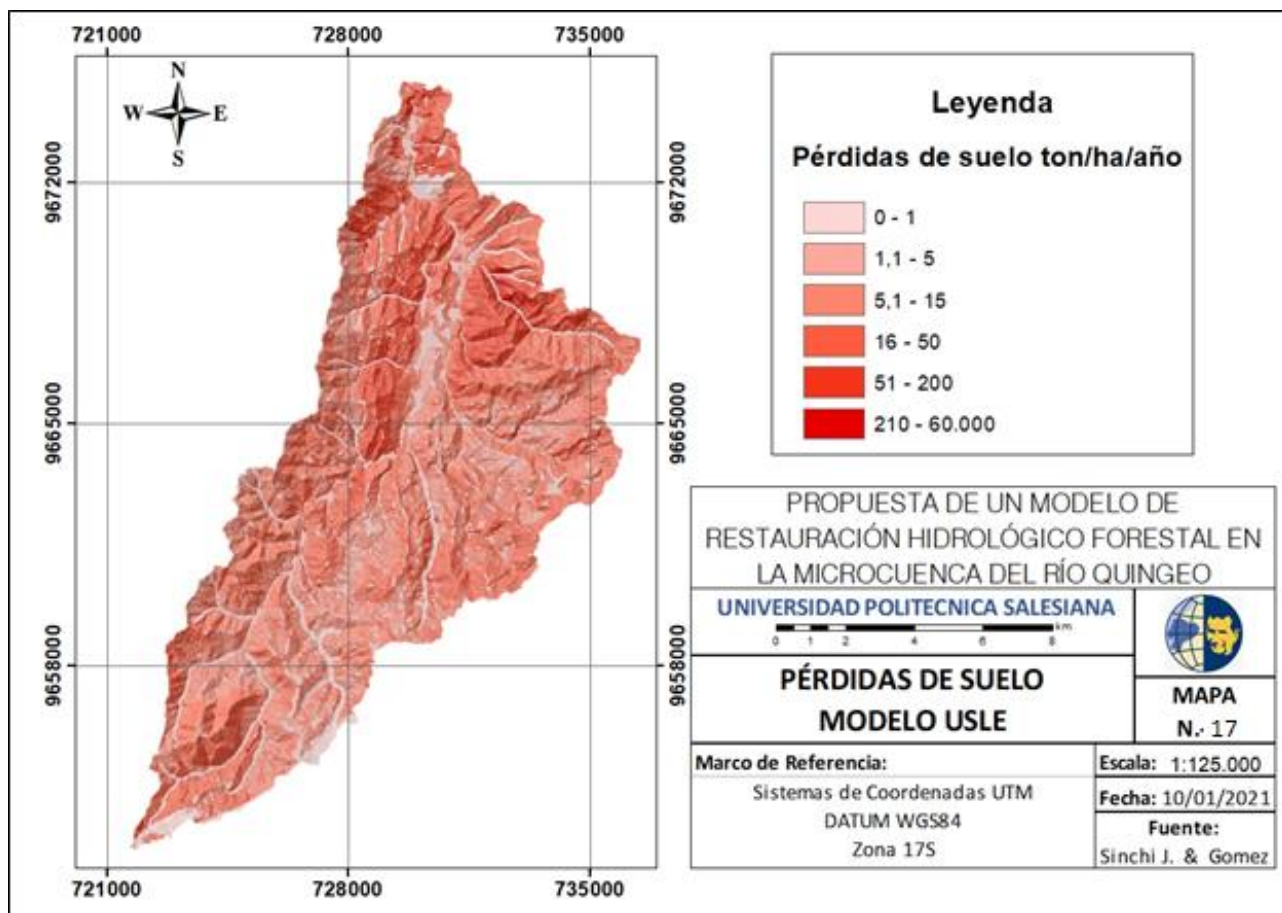 721000 728000 735000
N
W E
S
9672000 9672000
9665000 9665000
9658000 9658000
721000 728000 735000
Leyenda
Pérdidas de suelo ton/ha/año
0 - 1
1,1 - 5
5,1 - 15
16 - 50
51 - 200
210 - 60.000
PROPUESTA DE UN MODELO DE
RESTAURACIÓN HIDROLÓGICO FORESTAL EN
LA MICROCUENCA DEL RÍO QUINGEO
UNIVERSIDAD POLITECNICA SALESIANA
km
0 1 2 4 6 8
PÉRDIDAS DE SUELO
MODELO USLE
MAPA
N.- 17
Marco de Referencia:
Sistemas de Coordenadas UTM
DATUM WGS84
Zona 17S
Escala: 1:125.000
Fecha: 10/01/2021
Fuente:
Sinchi J. & Gomez